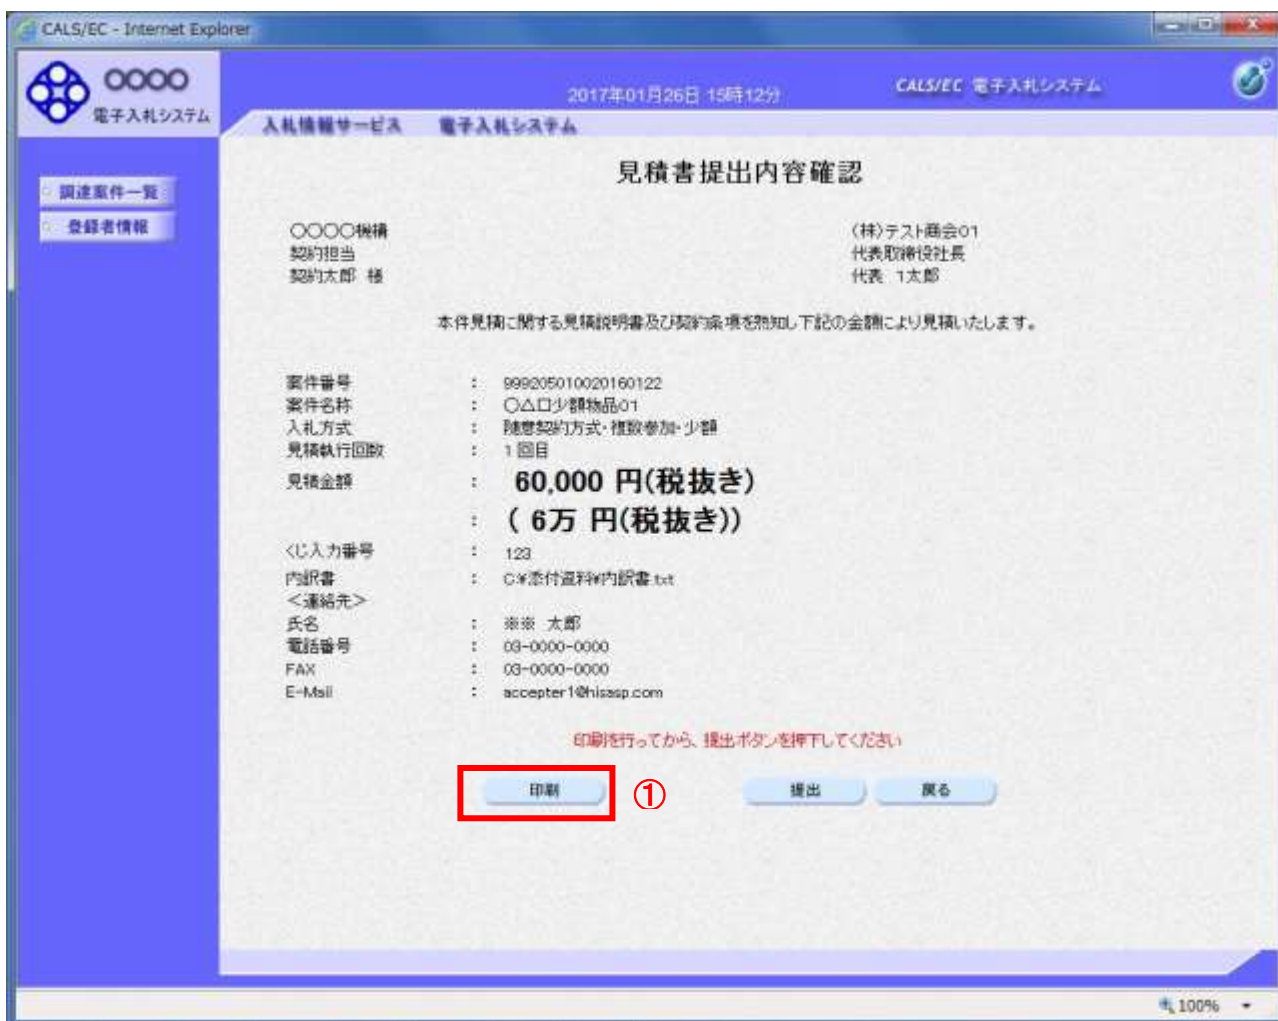 CALS/EC - Internet Explorer
〇〇〇〇
電子入札システム
2017年01月26日 15時12分
CALS/EC 電子入札システム
入札情報サービス 電子入札システム
調達案件一覧
登録者情報
見積書提出内容確認
〇〇〇〇機構
契約担当
契約太郎 様
(株)テスト商会01
代表取締役社長
代表 1太郎
本件見積に関する見積説明書及び契約条項を熟知し下記の金額により見積いたします。
案件番号 : 999205010020160122
案件名称 : 〇△口少額物品01
入札方式 : 随意契約方式・複数参加・少額
見積執行回数 : 1回目
見積金額 : 60,000 円(税抜き)
: ( 6万 円(税抜き))
くじ入力番号 : 123
内訳書 : C:¥添付資料¥内訳書.txt
<連絡先>
氏名 : ※※ 太郎
電話番号 : 03-0000-0000
FAX : 03-0000-0000
E-Mail : accepter1@hisasp.com
印刷を行ってから、提出ボタンを押下してください
印刷 ① 提出 戻る
100%